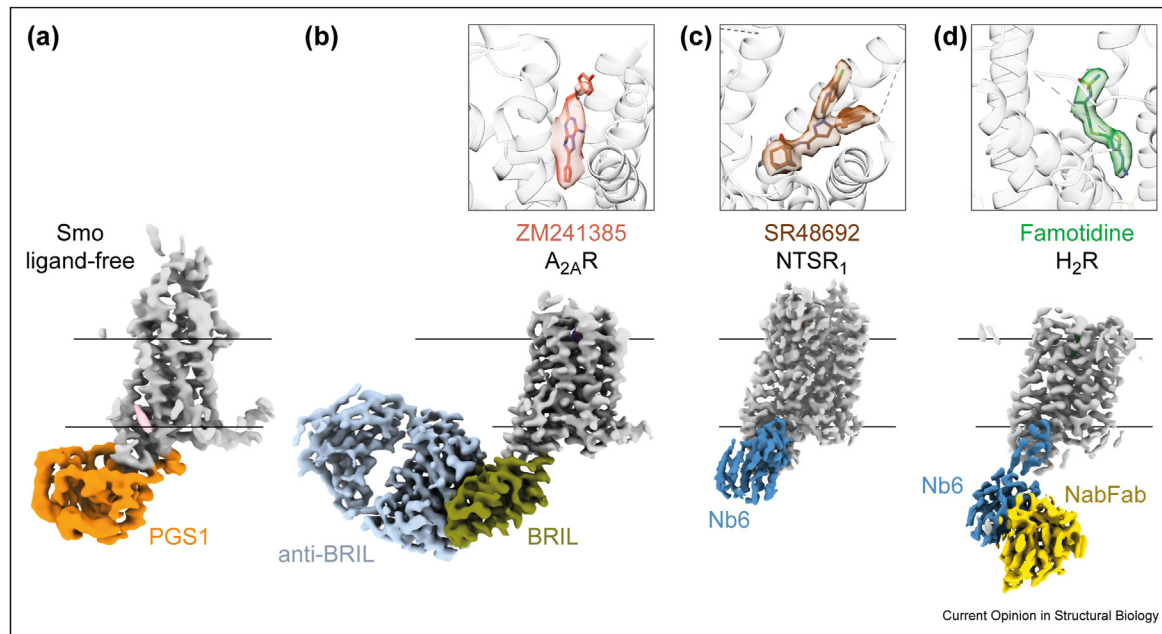 (a)
(b)
(c)
(d)
Smo
ligand-free
ZM241385
A₂ₐR
SR48692
NTSR₁
Famotidine
H₂R
PGS1
anti-BRIL
BRIL
Nb6
Nb6
NabFab
Current Opinion in Structural Biology